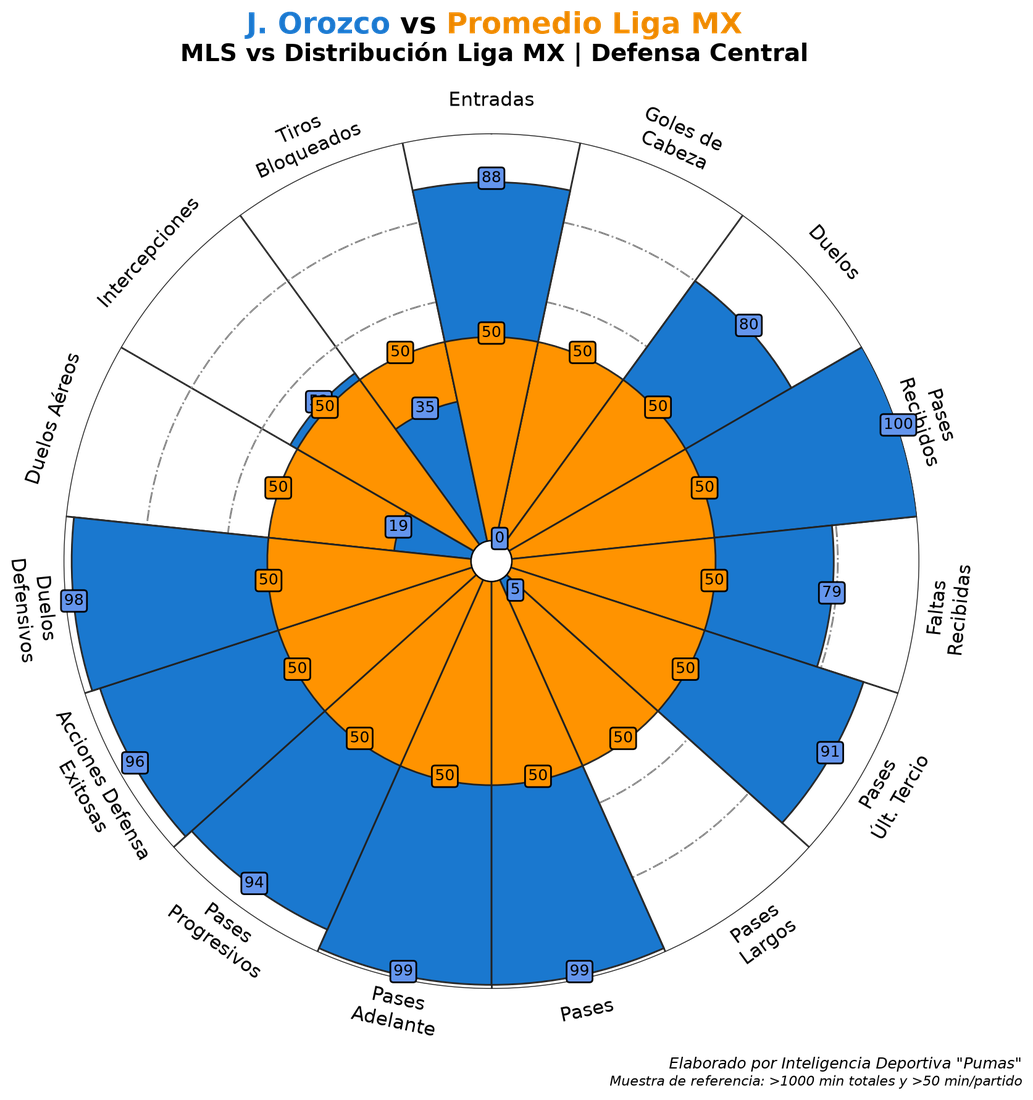 J. Orozco vs Promedio Liga MX
MLS vs Distribución Liga MX | Defensa Central
Entradas
Goles de
Cabeza
Duelos
Pases
Recibidos
Faltas
Recibidas
Pases
Últ. Tercio
Pases
Largos
Pases
Pases
Adelante
Pases
Progresivos
Acciones Defensa
Exitosas
Duelos
Defensivos
Duelos Aéreos
Intercepciones
Tiros
Bloqueados
88
50
0
50
80
50
100
50
79
50
91
50
5
50
99
50
99
50
94
50
96
50
98
50
19
50
50
35
50
Elaborado por Inteligencia Deportiva "Pumas"
Muestra de referencia: >1000 min totales y >50 min/partido